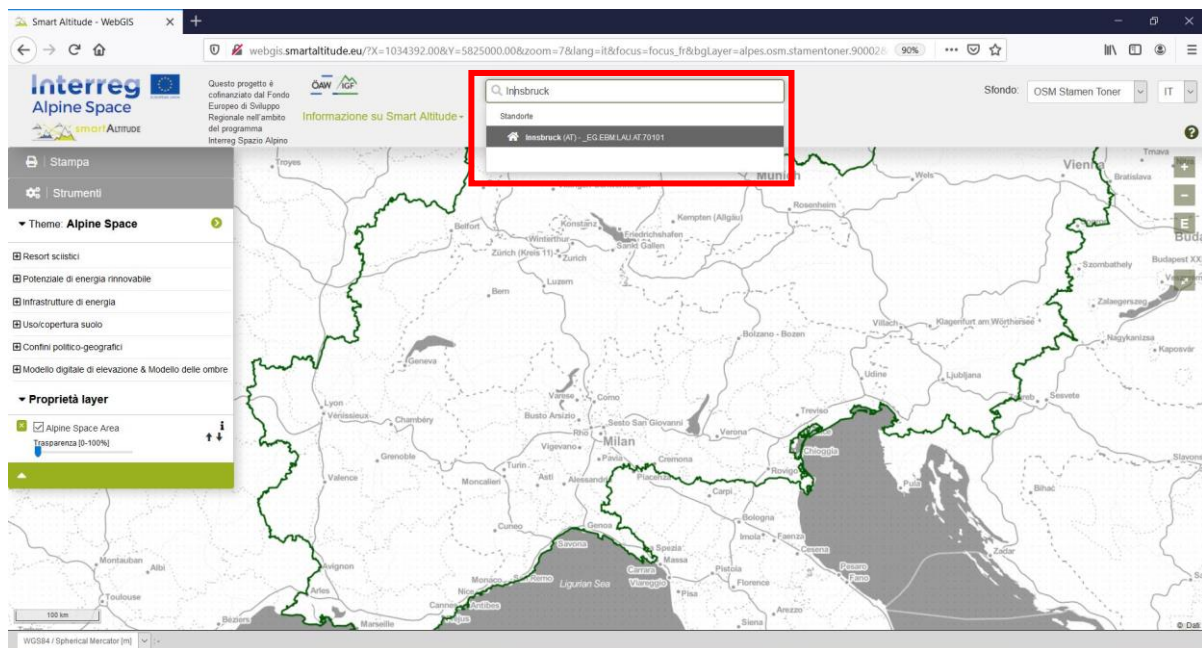 Smart Altitude - WebGIS
webgis.smartaltitude.eu/?X=1034392.00&Y=5825000.00&zoom=7&lang=it&focus=focus_fr&bgLayer=alpes.osm.stamentoner.90002
90%
Interreg
Alpine Space
smartALTITUDE
Questo progetto è
cofinanziato dal Fondo
Europeo di Sviluppo
Regionale nell'ambito
del programma
Interreg Spazio Alpino
ÖAW IGF
Informazione su Smart Altitude
Innsbruck
Standorte
Innsbruck (AT) - _EG.EBM:LAU.AT.70101
Sfondo: OSM Stamen Toner IT
Stampa
Strumenti
Theme: Alpine Space
Resort sciistici
Potenziale di energia rinnovabile
Infrastrutture di energia
Uso/copertura suolo
Confini politico-geografici
Modello digitale di elevazione & Modello delle ombre
Proprietà layer
Alpine Space Area
Trasparenza [0-100%]
Troyes
Munich
Wels
Vienna
Trnava
Bratislava
E
Rosenheim
Belfort
Konstanz
Kempten (Allgäu)
Friedrichshafen
Winterthur
Sankt Gallen
Zürich (Kreis 11)
Zurich
Szombathely
Budapest XX
Luzern
Bern
Zalaegerszeg
Bolzano - Bozen
Villach
Klagenfurt am Wörthersee
Nagykanizsa
Kaposvár
Geneva
Udine
Ljubljana
Lyon
Vénissieux
Chambéry
Varese
Como
Busto Arsizio
Sesto San Giovanni
Treviso
Sesvete
Rho
Milan
Verona
Vigevano
Pavia
Cremona
Chioggia
Grenoble
Turin
Rovigo
Valence
Moncalieri
Asti
Alessandria
Piacenza
Carpi
Pula
Bihać
Bologna
Cuneo
Genoa
Imola
Faenza
Savona
Cesena
Spezia
Massa
Zadar
Montauban
Albi
Avignon
Carrara
Pistoia
Pesaro
Fano
Monaco
San Remo
Ligurian Sea
Viareggio
Florence
Nice
Pisa
Toulouse
Arles
Cannes
Antibes
Arezzo
100 km
Béziers
Marseille
Siena
© Dati
WGS84 / Spherical Mercator [m]